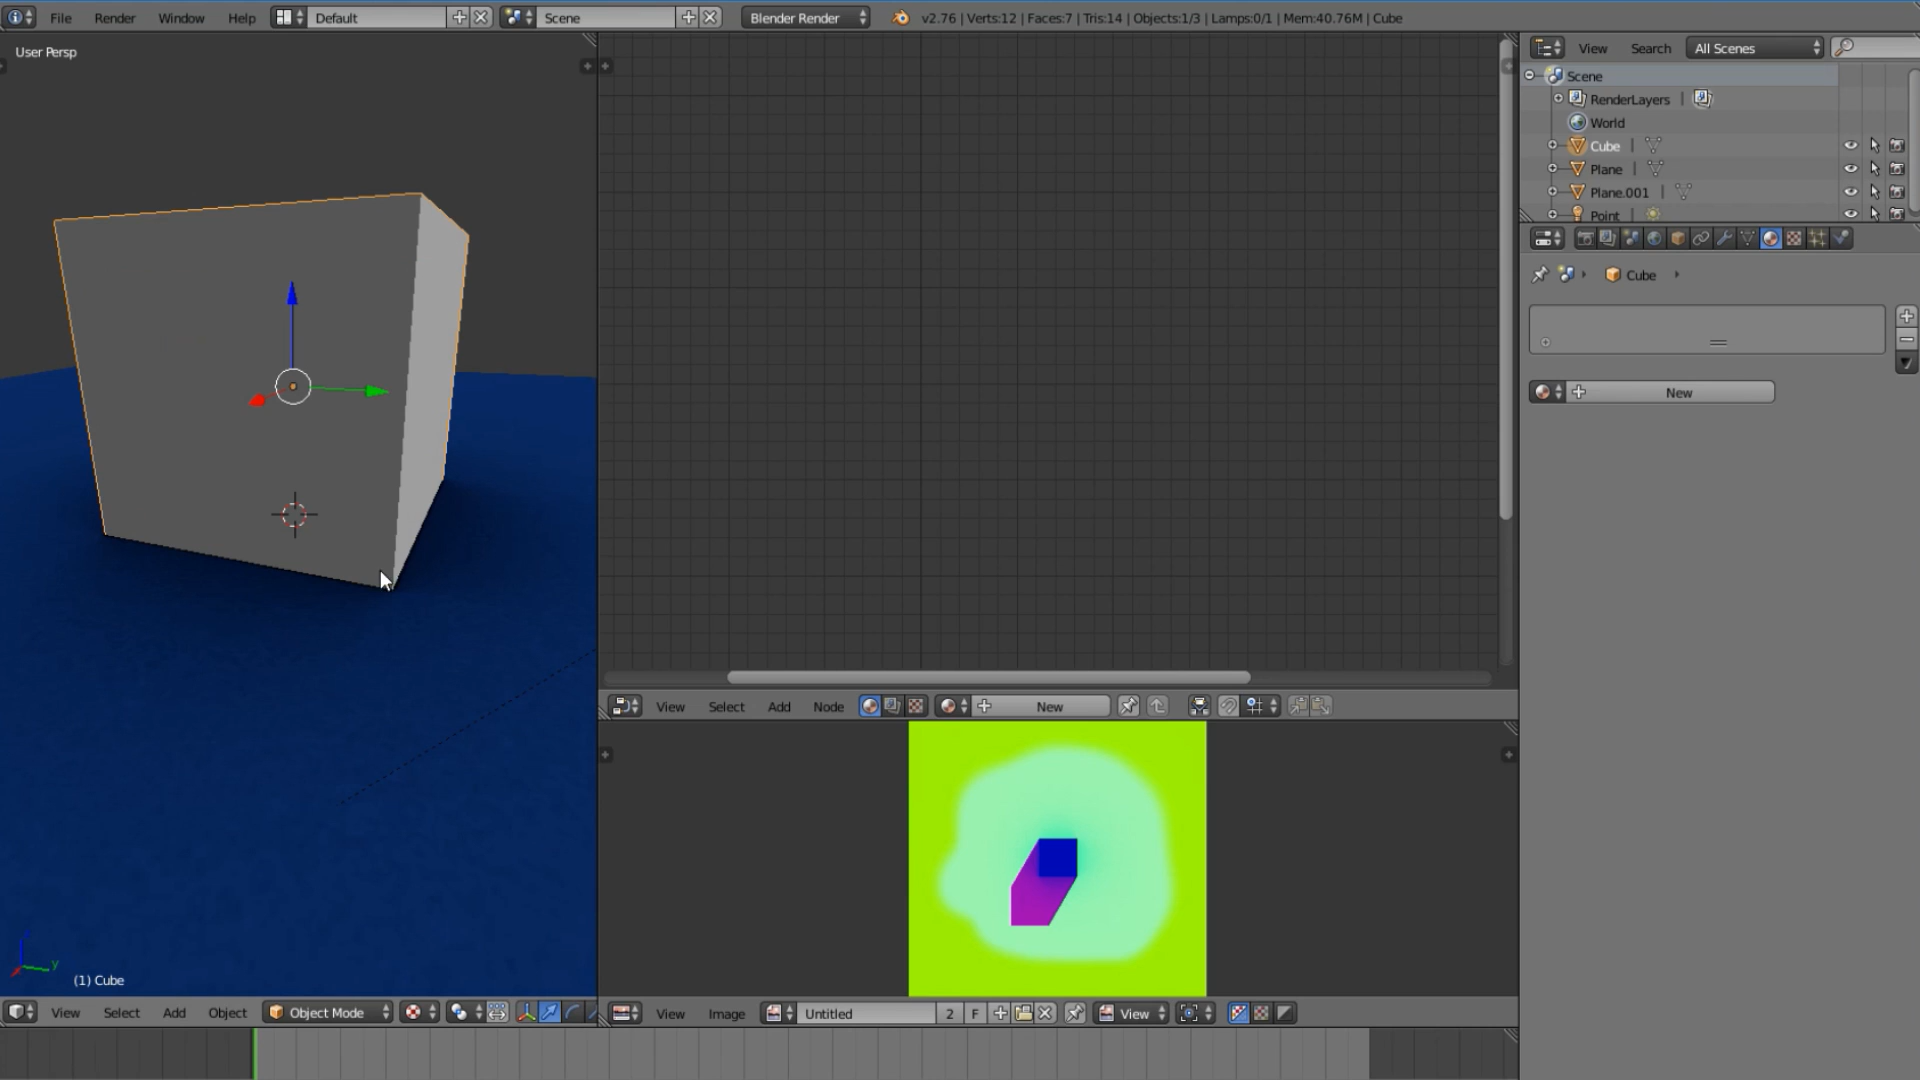 File Render Window Help Default Scene Blender Render v2.76 | Verts:12 | Faces:7 | Tris:14 | Objects:1/3 | Lamps:0/1 | Mem:40.76M | Cube
User Persp
View Search All Scenes
Scene
RenderLayers |
World
Cube |
Plane |
Plane.001 |
Point |
Cube
New
View Select Add Node New
y
(1) Cube
View Select Add Object Object Mode
View Image Untitled 2 F View